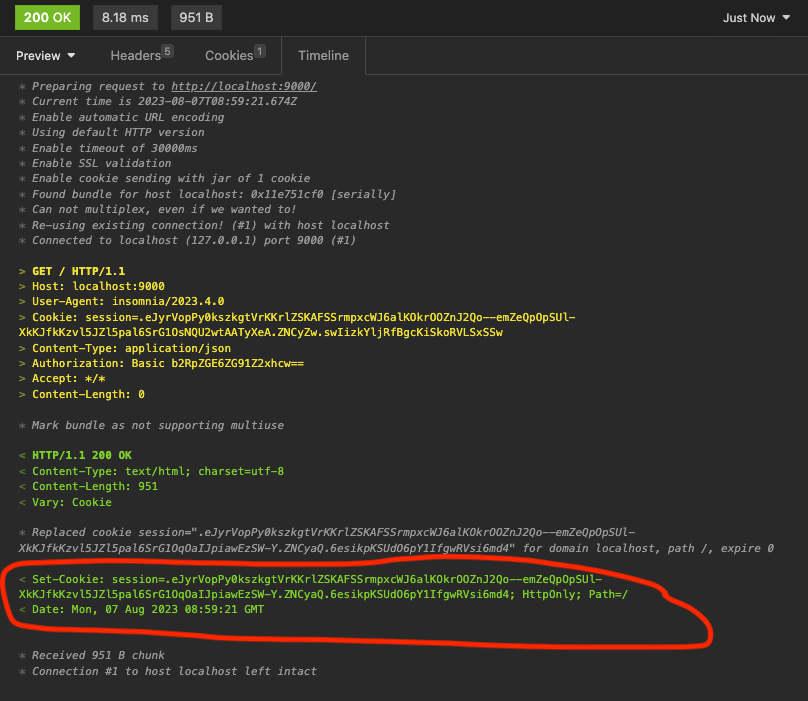 200 OK 8.18 ms 951 B Just Now
Preview Headers 5 Cookies 1 Timeline
* Preparing request to http://localhost:9000/
* Current time is 2023-08-07T08:59:21.674Z
* Enable automatic URL encoding
* Using default HTTP version
* Enable timeout of 30000ms
* Enable SSL validation
* Enable cookie sending with jar of 1 cookie
* Found bundle for host localhost: 0x11e751cf0 [serially]
* Can not multiplex, even if we wanted to!
* Re-using existing connection! (#1) with host localhost
* Connected to localhost (127.0.0.1) port 9000 (#1)
> GET / HTTP/1.1
> Host: localhost:9000
> User-Agent: insomnia/2023.4.0
> Cookie: session=.eJyrVopPy0kszkgtVrKKrlZSKAFSSrmpxcWJ6alKOkrOOZnJ2Qo--emZeQpOpSUl-
XkKJfkKzvl5JZl5pal6SrG1OsNQU2wtAATyXeA.ZNCyZw.swIizkYljRfBgcKiSkoRVLSxSSw
> Content-Type: application/json
> Authorization: Basic b2RpZGE6ZG91Z2xhcw==
> Accept: */*
> Content-Length: 0
* Mark bundle as not supporting multiuse
< HTTP/1.1 200 OK
< Content-Type: text/html; charset=utf-8
< Content-Length: 951
< Vary: Cookie
* Replaced cookie session=".eJyrVopPy0kszkgtVrKKrlZSKAFSSrmpxcWJ6alKOkrOOZnJ2Qo--emZeQpOpSUl-
XkKJfkKzvl5JZl5pal6SrG1OqOaIJpiawEzSW-Y.ZNCyaQ.6esikpKSUdO6pY1IfgwRVsi6md4" for domain localhost, path /, expire 0
< Set-Cookie: session=.eJyrVopPy0kszkgtVrKKrlZSKAFSSrmpxcWJ6alKOkrOOZnJ2Qo--emZeQpOpSUl-
XkKJfkKzvl5JZl5pal6SrG1OqOaIJpiawEzSW-Y.ZNCyaQ.6esikpKSUdO6pY1IfgwRVsi6md4; HttpOnly; Path=/
< Date: Mon, 07 Aug 2023 08:59:21 GMT
* Received 951 B chunk
* Connection #1 to host localhost left intact